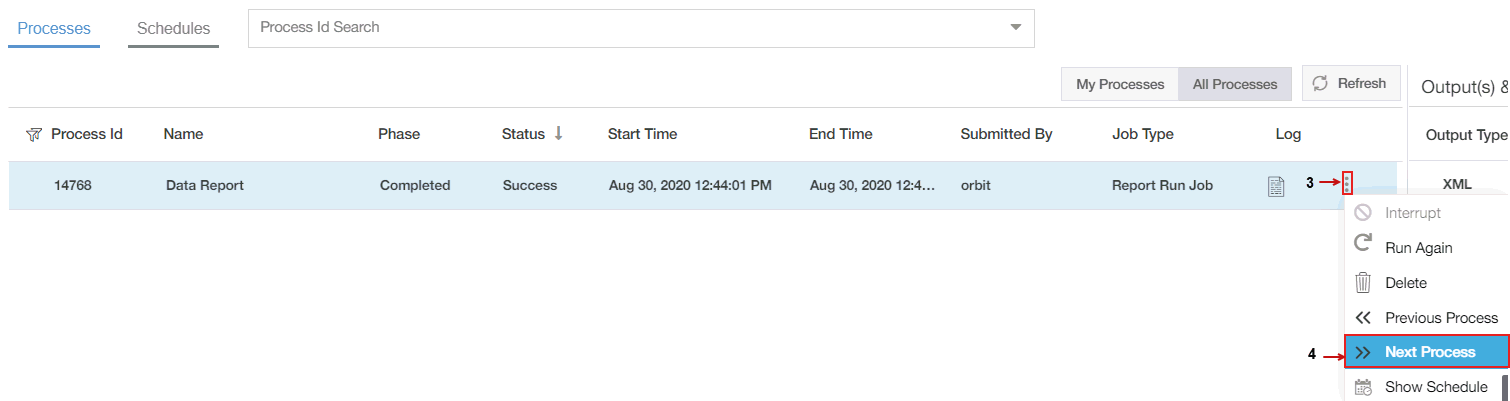 Processes Schedules Process Id Search
My Processes All Processes Refresh Output(s) &
Process Id Name Phase Status Start Time End Time Submitted By Job Type Log Output Type
14768 Data Report Completed Success Aug 30, 2020 12:44:01 PM Aug 30, 2020 12:4... orbit Report Run Job 3 XML
Interrupt
Run Again
Delete
Previous Process
4 Next Process
Show Schedule